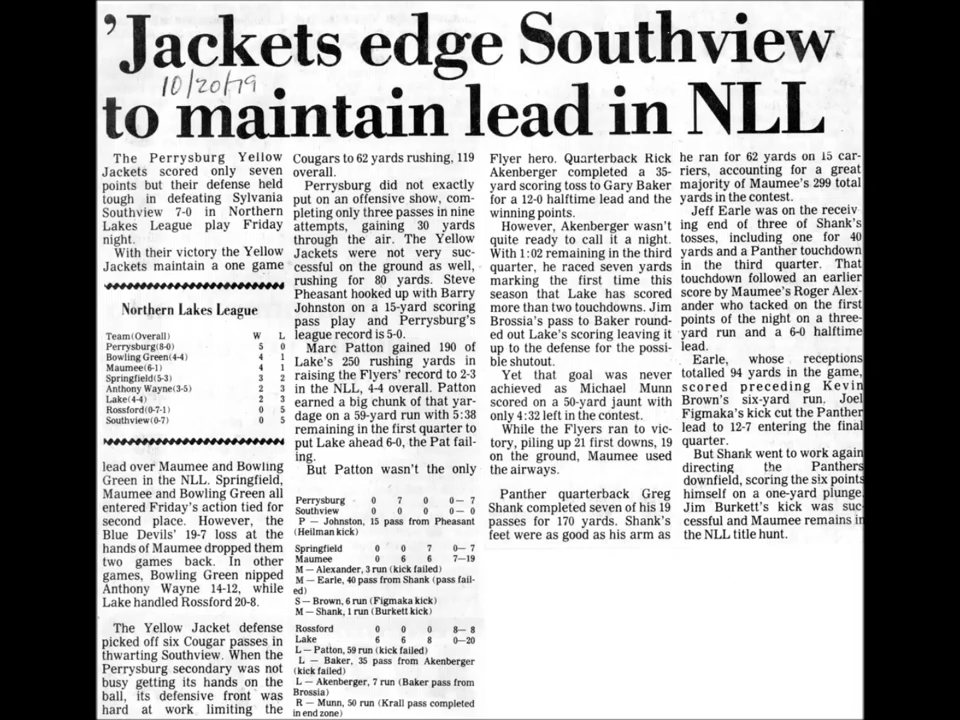 'Jackets edge Southview
10/20/79
to maintain lead in NLL
The Perrysburg Yellow
Jackets scored only seven
points but their defense held
tough in defeating Sylvania
Southview 7-0 in Northern
Lakes League play Friday
night.
With their victory the Yellow
Jackets maintain a one game
Northern Lakes League
Team(Overall) W L
Perrysburg(8-0) 5 0
Bowling Green(4-4) 4 1
Maumee(6-1) 4 1
Springfield(5-3) 3 2
Anthony Wayne(3-5) 2 3
Lake(4-4) 2 3
Rossford(0-7-1) 0 5
Southview(0-7) 0 5
lead over Maumee and Bowling
Green in the NLL. Springfield,
Maumee and Bowling Green all
entered Friday's action tied for
second place. However, the
Blue Devils' 19-7 loss at the
hands of Maumee dropped them
two games back. In other
games, Bowling Green nipped
Anthony Wayne 14-12, while
Lake handled Rossford 20-8.
The Yellow Jacket defense
picked off six Cougar passes in
thwarting Southview. When the
Perrysburg secondary was not
busy getting its hands on the
ball, its defensive front was
hard at work limiting the
Cougars to 62 yards rushing, 119
overall.
Perrysburg did not exactly
put on an offensive show, com-
pleting only three passes in nine
attempts, gaining 30 yards
through the air. The Yellow
Jackets were not very suc-
cessful on the ground as well,
rushing for 80 yards. Steve
Pheasant hooked up with Barry
Johnston on a 15-yard scoring
pass play and Perrysburg's
league record is 5-0.
Marc Patton gained 190 of
Lake's 250 rushing yards in
raising the Flyers' record to 2-3
in the NLL, 4-4 overall. Patton
earned a big chunk of that yar-
dage on a 59-yard run with 5:38
remaining in the first quarter to
put Lake ahead 6-0, the Pat fail-
ing.
But Patton wasn't the only
Perrysburg 0 7 0 0— 7
Southview 0 0 0 0— 0
P — Johnston, 15 pass from Pheasant
(Heilman kick)
Springfield 0 0 7 0—7
Maumee 0 6 6 7—19
M — Alexander, 3 run (kick failed)
M — Earle, 40 pass from Shank (pass fail-
ed)
S — Brown, 6 run (Figmaka kick)
M — Shank, 1 run (Burkett kick)
Rossford 0 0 0 8— 8
Lake 6 6 8 0—20
L — Patton, 59 run (kick failed)
L — Baker, 35 pass from Akenberger
(kick failed)
L — Akenberger, 7 run (Baker pass from
Brossia)
R — Munn, 50 run (Krall pass completed
in end zone)
Flyer hero. Quarterback Rick
Akenberger completed a 35-
yard scoring toss to Gary Baker
for a 12-0 halftime lead and the
winning points.
However, Akenberger wasn't
quite ready to call it a night.
With 1:02 remaining in the third
quarter, he raced seven yards
marking the first time this
season that Lake has scored
more than two touchdowns. Jim
Brossia's pass to Baker round-
ed out Lake's scoring leaving it
up to the defense for the possi-
ble shutout.
Yet that goal was never
achieved as Michael Munn
scored on a 50-yard jaunt with
only 4:32 left in the contest.
While the Flyers ran to vic-
tory, piling up 21 first downs, 19
on the ground, Maumee used
the airways.
Panther quarterback Greg
Shank completed seven of his 19
passes for 170 yards. Shank's
feet were as good as his arm as
he ran for 62 yards on 15 car-
riers, accounting for a great
majority of Maumee's 299 total
yards in the contest.
Jeff Earle was on the receiv-
ing end of three of Shank's
tosses, including one for 40
yards and a Panther touchdown
in the third quarter. That
touchdown followed an earlier
score by Maumee's Roger Alex-
ander who tacked on the first
points of the night on a three-
yard run and a 6-0 halftime
lead.
Earle, whose receptions
totalled 94 yards in the game,
scored preceding Kevin
Brown's six-yard run. Joel
Figmaka's kick cut the Panther
lead to 12-7 entering the final
quarter.
But Shank went to work again
directing the Panthers
downfield, scoring the six points
himself on a one-yard plunge.
Jim Burkett's kick was suc-
cessful and Maumee remains in
the NLL title hunt.